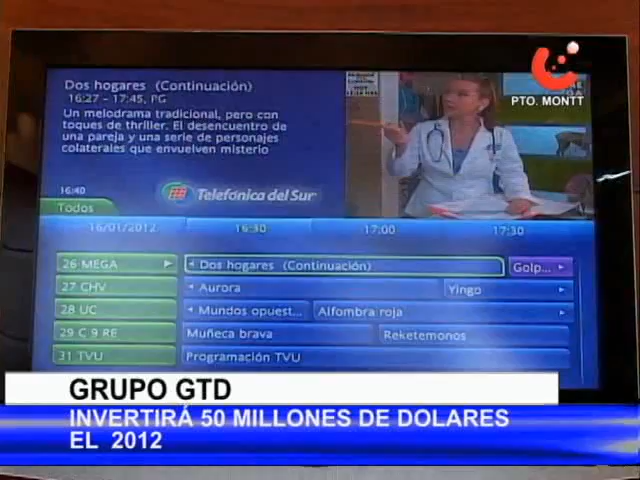 Dos hogares (Continuación)
16:27 - 17:45, PG
Un melodrama tradicional, pero con
toques de thriller. El desencuentro de
una pareja y una serie de personajes
colaterales que envuelven misterio
PTO. MONTT
16:40
Telefónica del Sur
Todos
16/01/2012 16:30 17:00 17:30
26 MEGA Dos hogares (Continuación) Golp...
27 CHV Aurora Yingo
28 UC Mundos opuest... Alfombra roja
29 C 9 RE Muñeca brava Reketemonos
31 TVU Programación TVU
GRUPO GTD
INVERTIRÁ 50 MILLONES DE DOLARES
EL 2012